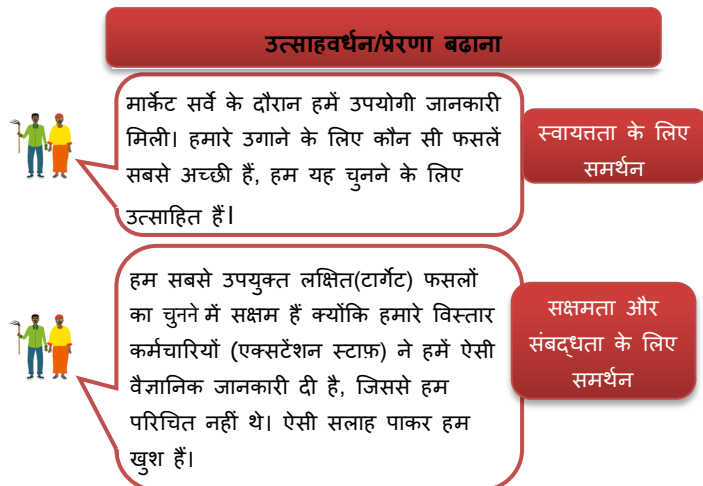 उत्साहवर्धन/प्रेरणा बढाना
मार्केट सर्वे के दौरान हमें उपयोगी जानकारी
मिली। हमारे उगाने के लिए कौन सी फसलें
सबसे अच्छी हैं, हम यह चुनने के लिए
उत्साहित हैं।
स्वायत्तता के लिए
समर्थन
हम सबसे उपयुक्त लक्षित(टार्गेट) फसलों
का चुनने में सक्षम हैं क्योंकि हमारे विस्तार
कर्मचारियों (एक्सटेंशन स्टाफ़) ने हमें ऐसी
वैज्ञानिक जानकारी दी है, जिससे हम
परिचित नहीं थे। ऐसी सलाह पाकर हम
खुश हैं।
सक्षमता और
संबद्धता के लिए
समर्थन